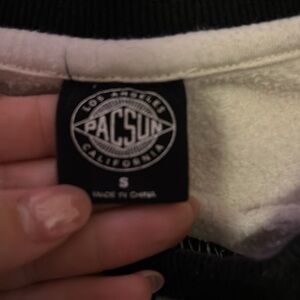 LOS ANGELES
PACSUN
CALIFORNIA
S
MADE IN CHINA